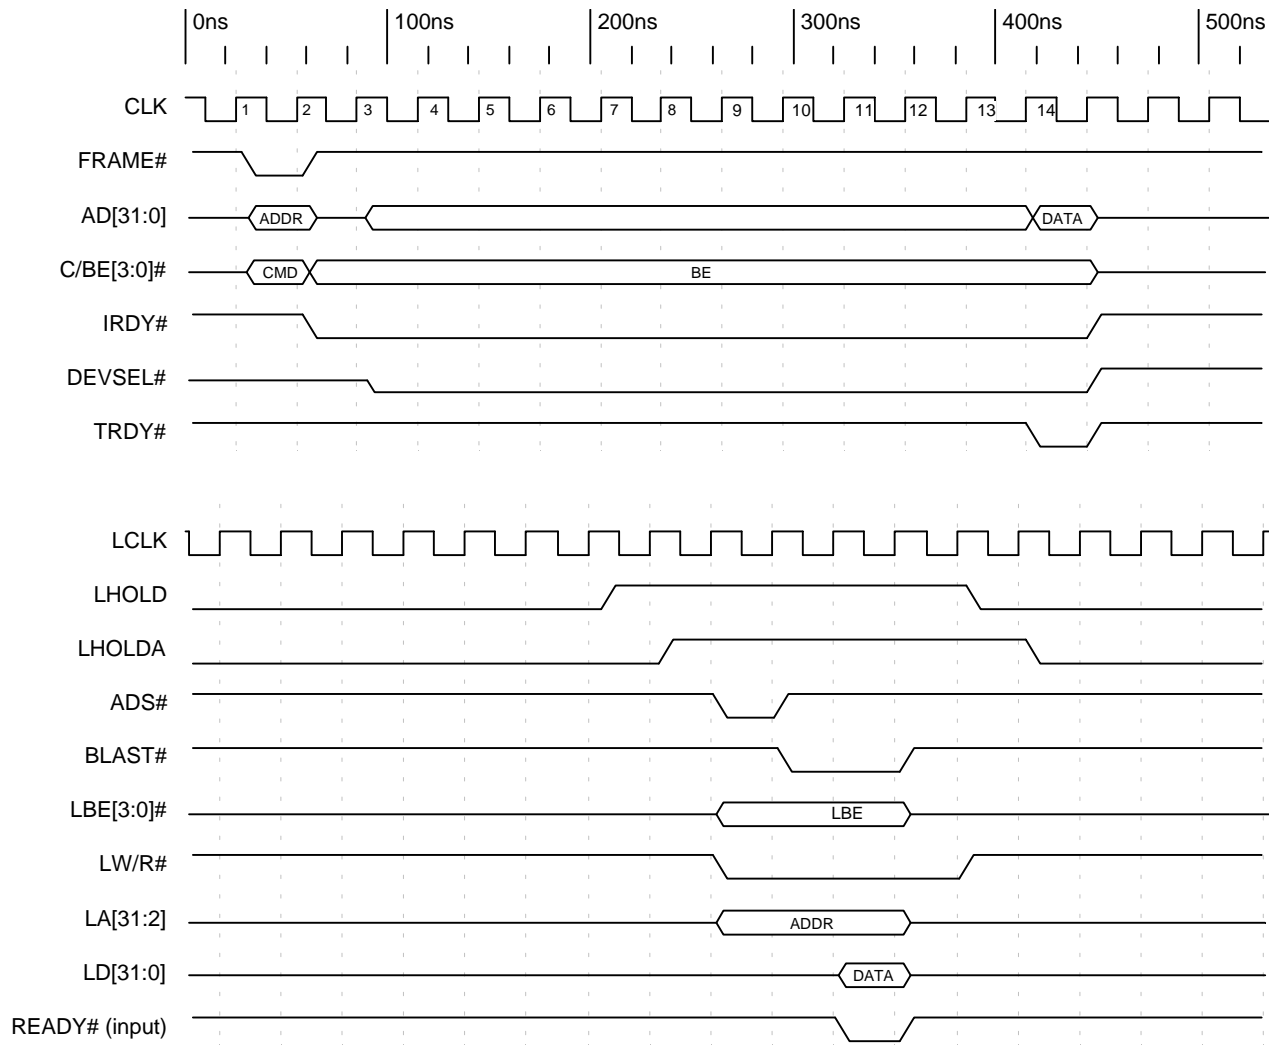 0ns 100ns 200ns 300ns 400ns 500ns
CLK 1 2 3 4 5 6 7 8 9 10 11 12 13 14
FRAME#
AD[31:0] ADDR DATA
C/BE[3:0]# CMD BE
IRDY#
DEVSEL#
TRDY#
LCLK
LHOLD
LHOLDA
ADS#
BLAST#
LBE[3:0]# LBE
LW/R#
LA[31:2] ADDR
LD[31:0] DATA
READY# (input)